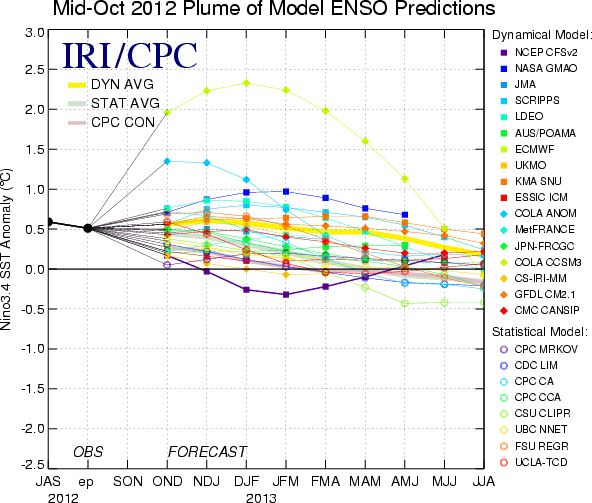 Mid-Oct 2012 Plume of Model ENSO Predictions
Nino3.4 SST Anomaly (ºC)
3.0
2.5
2.0
1.5
1.0
0.5
0.0
-0.5
-1.0
-1.5
-2.0
-2.5
IRI/CPC
DYN AVG
STAT AVG
CPC CON
OBS
FORECAST
JAS ep SON OND NDJ DJF JFM FMA MAM AMJ MJJ JJA
2012 2013
Dynamical Model:
NCEP CFSv2
NASA GMAO
JMA
SCRIPPS
LDEO
AUS/POAMA
ECMWF
UKMO
KMA SNU
ESSIC ICM
COLA ANOM
MetFRANCE
JPN-FRCGC
COLA CCSM3
CS-IRI-MM
GFDL CM2.1
CMC CANSIP
Statistical Model:
CPC MRKOV
CDC LIM
CPC CA
CPC CCA
CSU CLIPR
UBC NNET
FSU REGR
UCLA-TCD